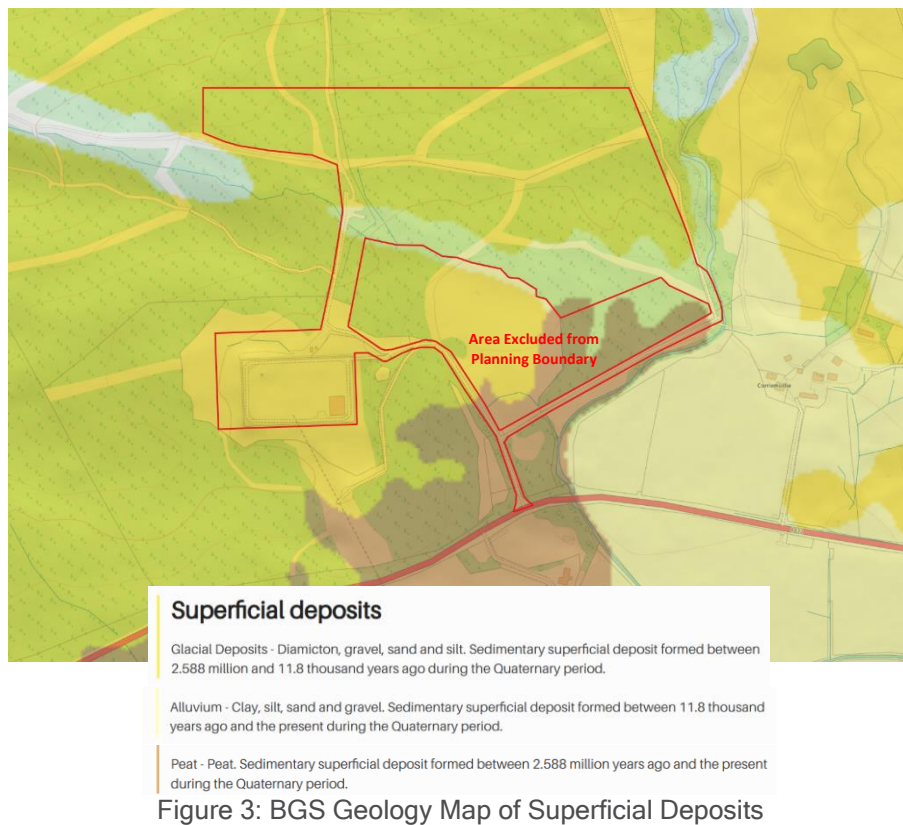 Area Excluded from
Planning Boundary
Superficial deposits
Glacial Deposits - Diamicton, gravel, sand and silt. Sedimentary superficial deposit formed between
2.588 million and 11.8 thousand years ago during the Quaternary period.
Alluvium - Clay, silt, sand and gravel. Sedimentary superficial deposit formed between 11.8 thousand
years ago and the present during the Quaternary period.
Peat - Peat. Sedimentary superficial deposit formed between 2.588 million years ago and the present
during the Quaternary period.
Figure 3: BGS Geology Map of Superficial Deposits